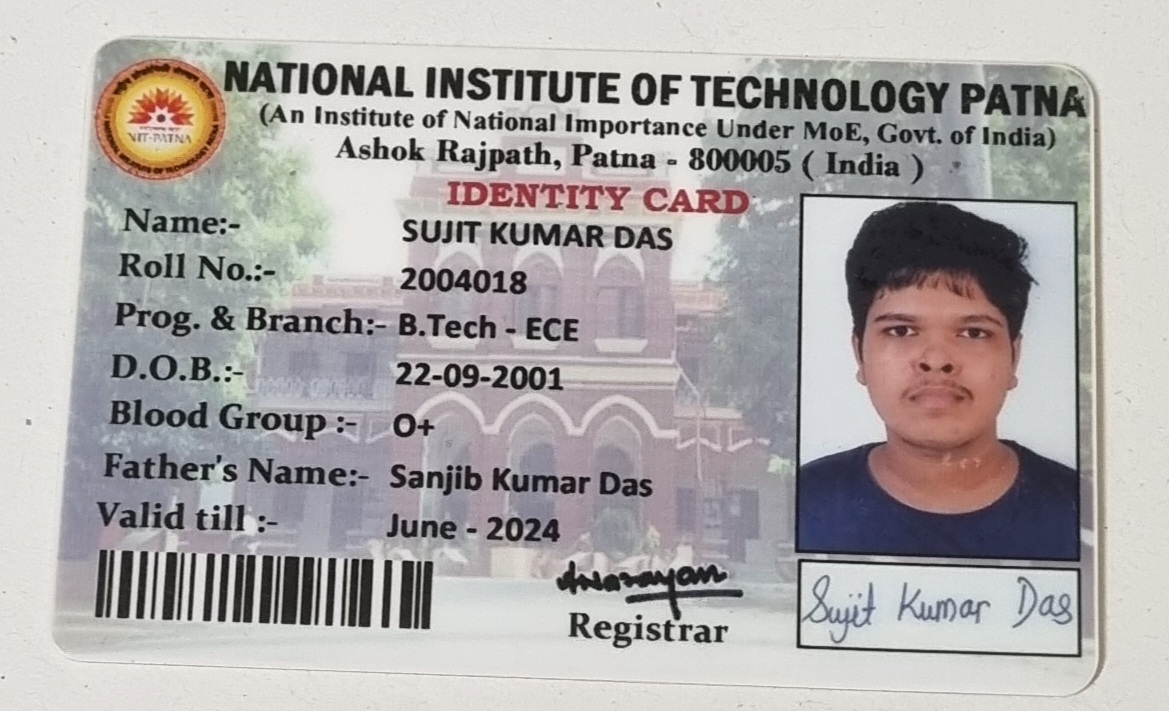 NATIONAL INSTITUTE OF TECHNOLOGY PATNA
(An Institute of National Importance Under MoE, Govt. of India)
Ashok Rajpath, Patna - 800005 ( India )
IDENTITY CARD
NIT-PATNA
Name:- SUJIT KUMAR DAS
Roll No.:- 2004018
Prog. & Branch:- B.Tech - ECE
D.O.B.:- 22-09-2001
Blood Group :- O+
Father's Name:- Sanjib Kumar Das
Valid till :- June - 2024
Registrar
Sujit Kumar Das